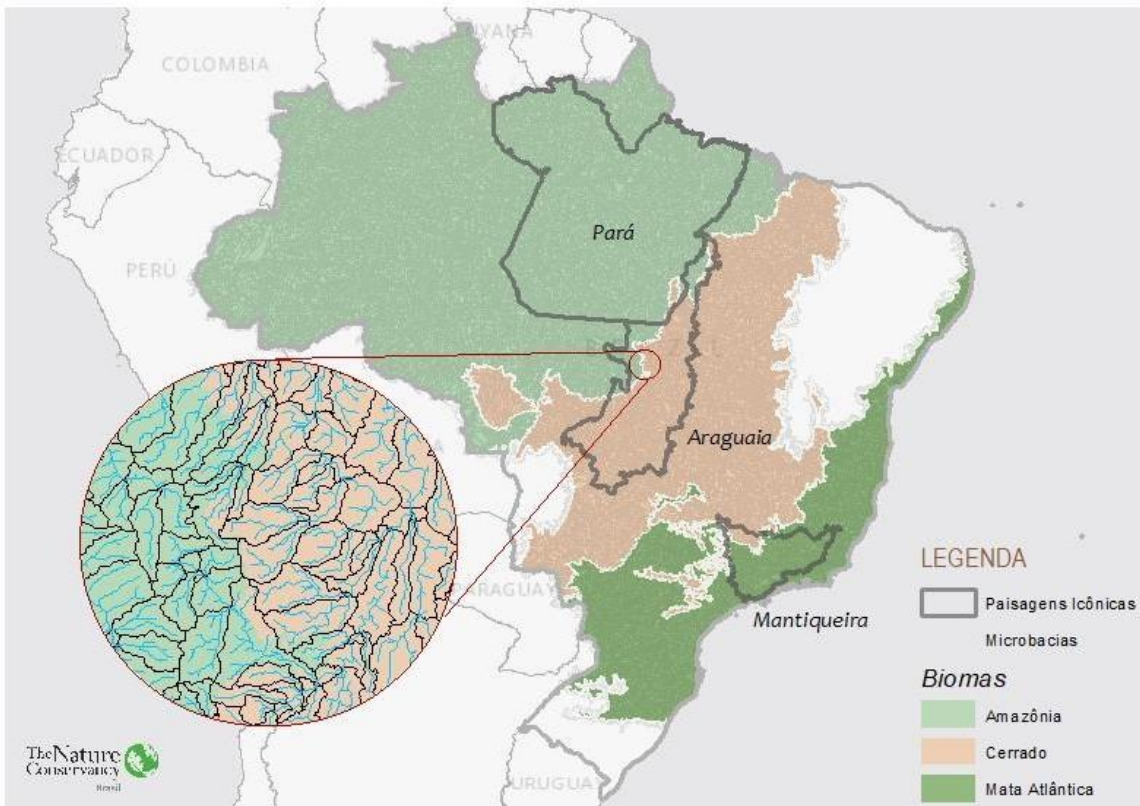 GUYANA
COLOMBIA
ECUADOR
PERÚ
Pará
Araguaia
PARAGUAY
Mantiqueira
URUGUAY
LEGENDA
Paisagens Icônicas
Microbacias
Biomas
Amazônia
Cerrado
Mata Atlântica
The Nature
Conservancy
Brasil